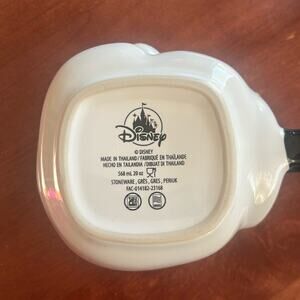 Disney
© DISNEY
MADE IN THAILAND / FABRIQUÉ EN THAÏLANDE
HECHO EN TAILANDIA / DIBUAT DI THAILAND
568 mL 20 oz
STONEWARE, GRÈS, GRES, PERIUK
FAC-014182-23168